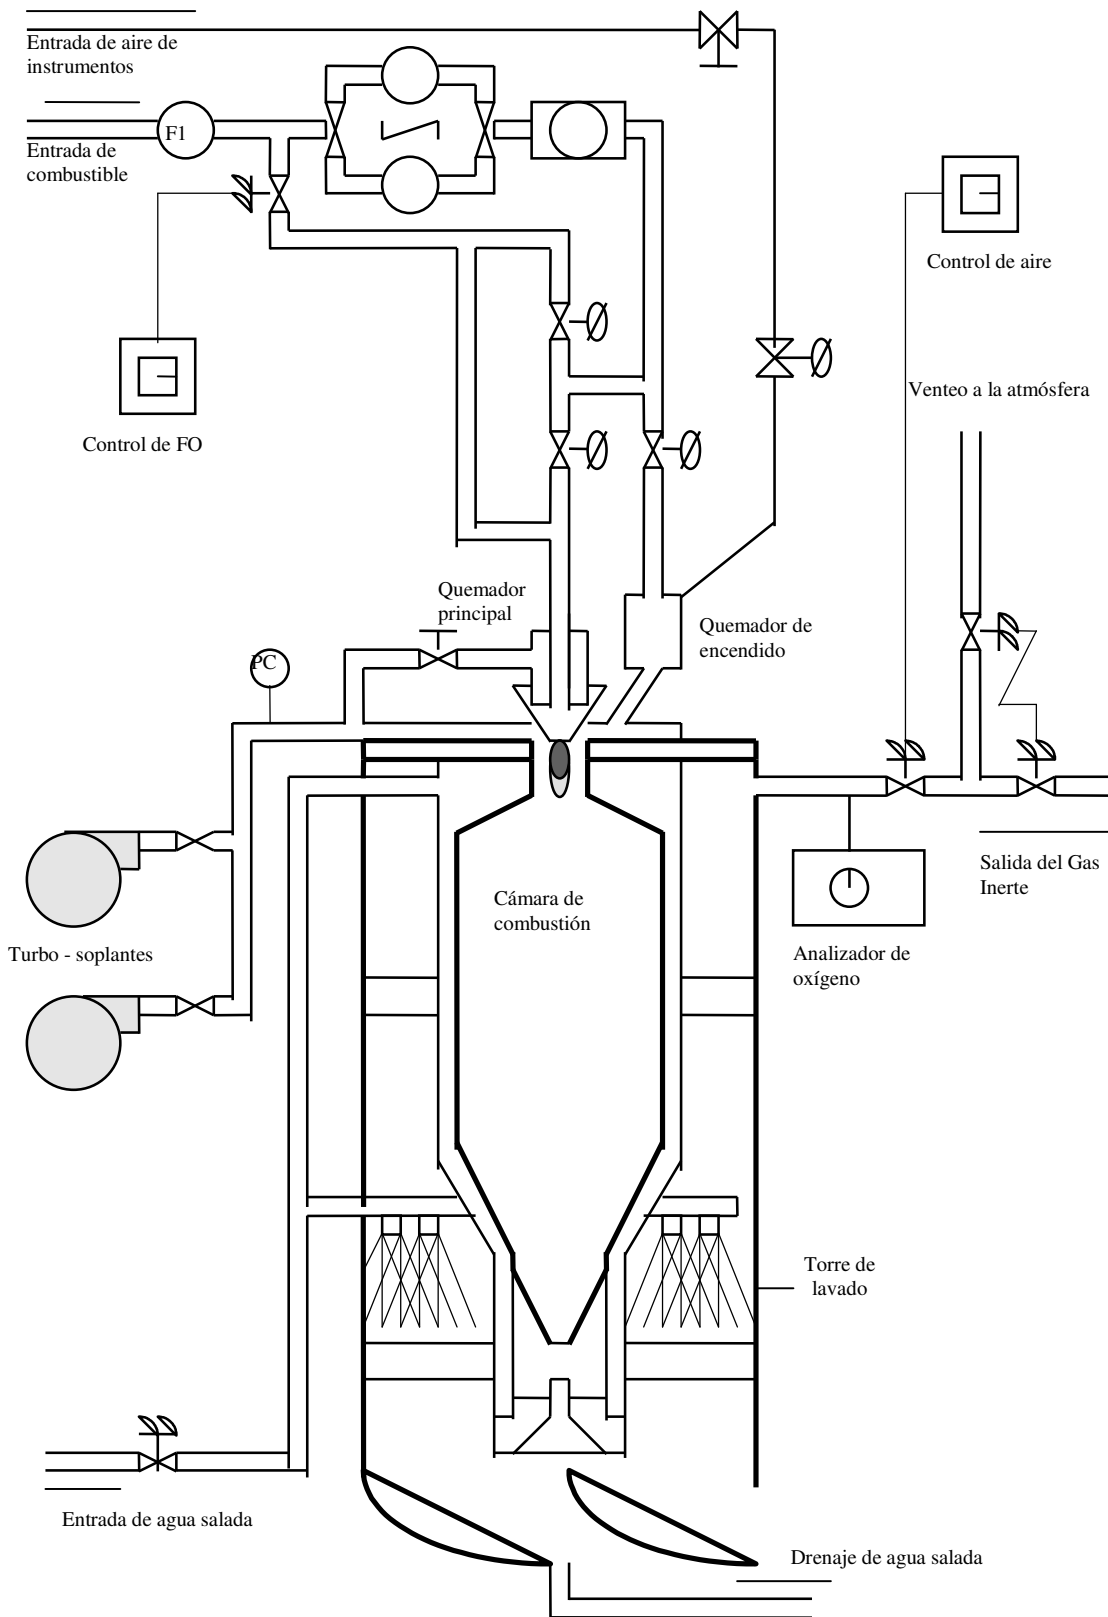 Entrada de aire de
instrumentos
F1
Entrada de
combustible
Control de aire
Venteo a la atmósfera
Control de FO
Quemador
principal
Quemador de
encendido
PC
Salida del Gas
Inerte
Cámara de
combustión
Turbo - soplantes
Analizador de
oxígeno
Torre de
lavado
Entrada de agua salada
Drenaje de agua salada